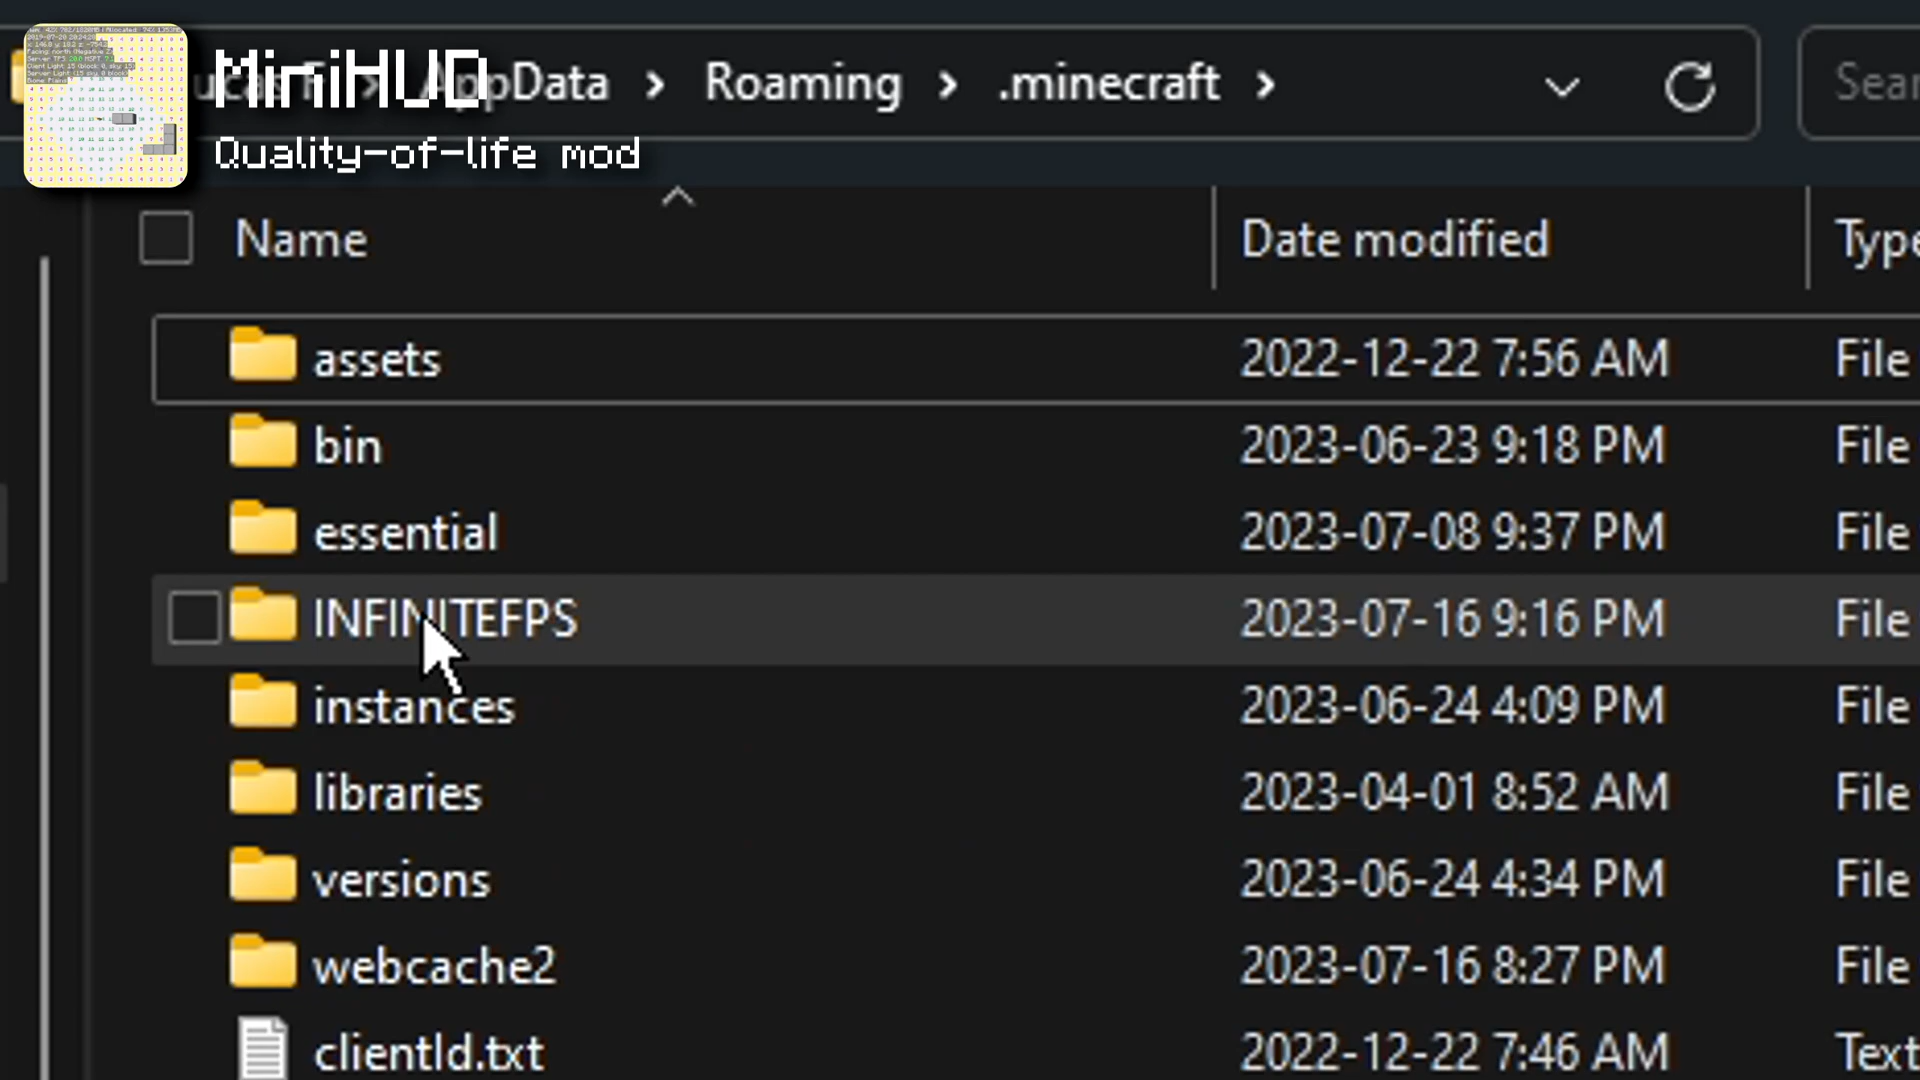 MiniHUD
Quality-of-life mod
AppData > Roaming > .minecraft >
Name Date modified Type
assets 2022-12-22 7:56 AM File
bin 2023-06-23 9:18 PM File
essential 2023-07-08 9:37 PM File
INFINITEFPS 2023-07-16 9:16 PM File
instances 2023-06-24 4:09 PM File
libraries 2023-04-01 8:52 AM File
versions 2023-06-24 4:34 PM File
webcache2 2023-07-16 8:27 PM File
clientId.txt 2022-12-22 7:46 AM Text